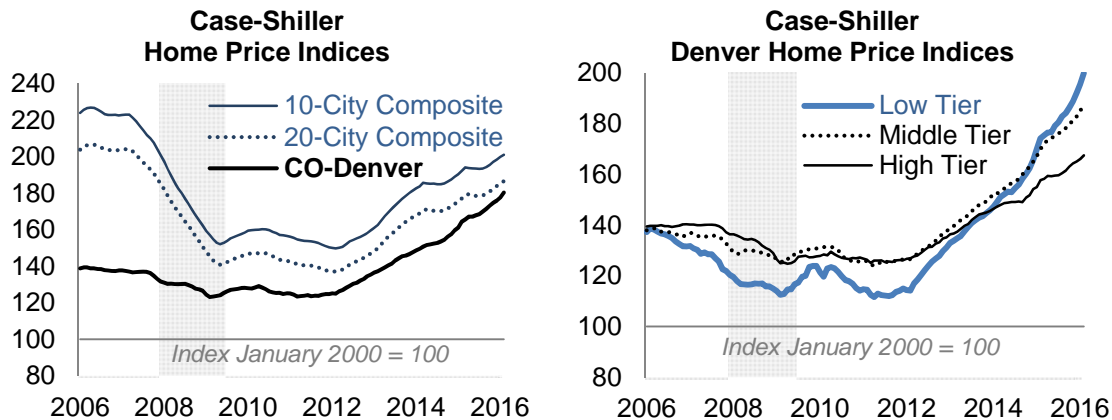 Case-Shiller
Home Price Indices
240
220
200
180
160
140
120
100
80
10-City Composite
20-City Composite
CO-Denver
Index January 2000 = 100
2006 2008 2010 2012 2014 2016
Case-Shiller
Denver Home Price Indices
200
180
160
140
120
100
80
Low Tier
Middle Tier
High Tier
Index January 2000 = 100
2006 2008 2010 2012 2014 2016